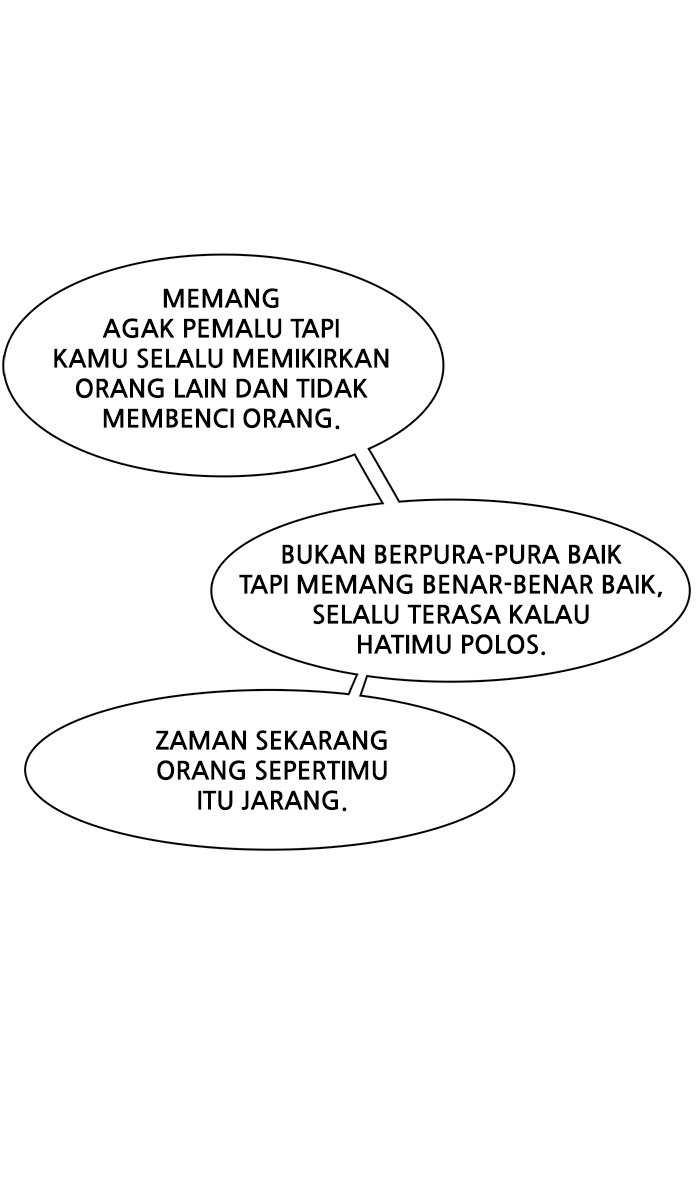 MEMANG
AGAK PEMALU TAPI
KAMU SELALU MEMIKIRKAN
ORANG LAIN DAN TIDAK
MEMBENCI ORANG.
BUKAN BERPURA-PURA BAIK
TAPI MEMANG BENAR-BENAR BAIK,
SELALU TERASA KALAU
HATIMU POLOS.
ZAMAN SEKARANG
ORANG SEPERTIMU
ITU JARANG.